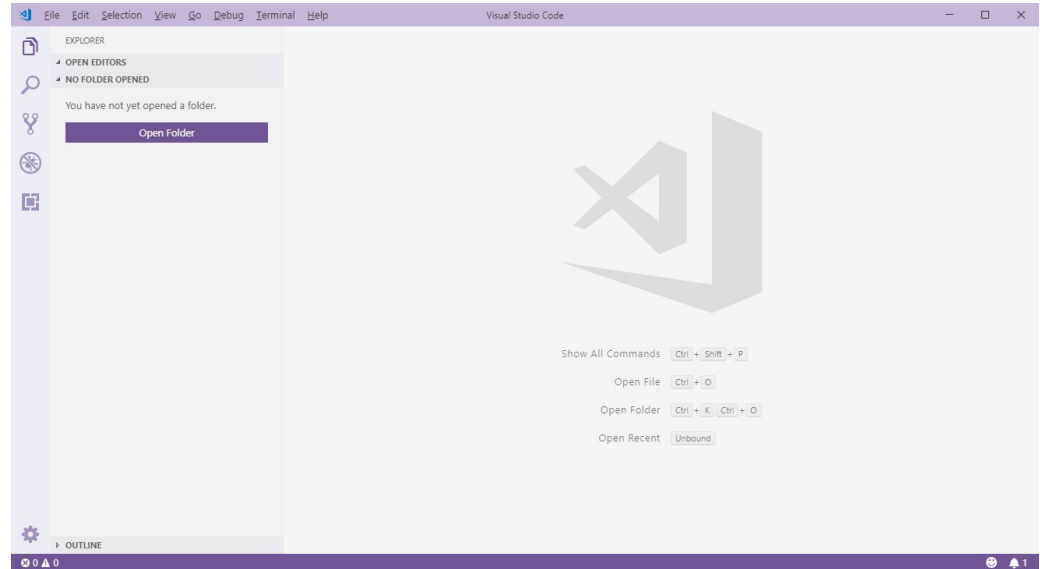 File Edit Selection View Go Debug Terminal Help Visual Studio Code
EXPLORER
OPEN EDITORS
NO FOLDER OPENED
You have not yet opened a folder.
Open Folder
Show All Commands Ctrl + Shift + P
Open File Ctrl + O
Open Folder Ctrl + K Ctrl + O
Open Recent Unbound
OUTLINE
0 0 1